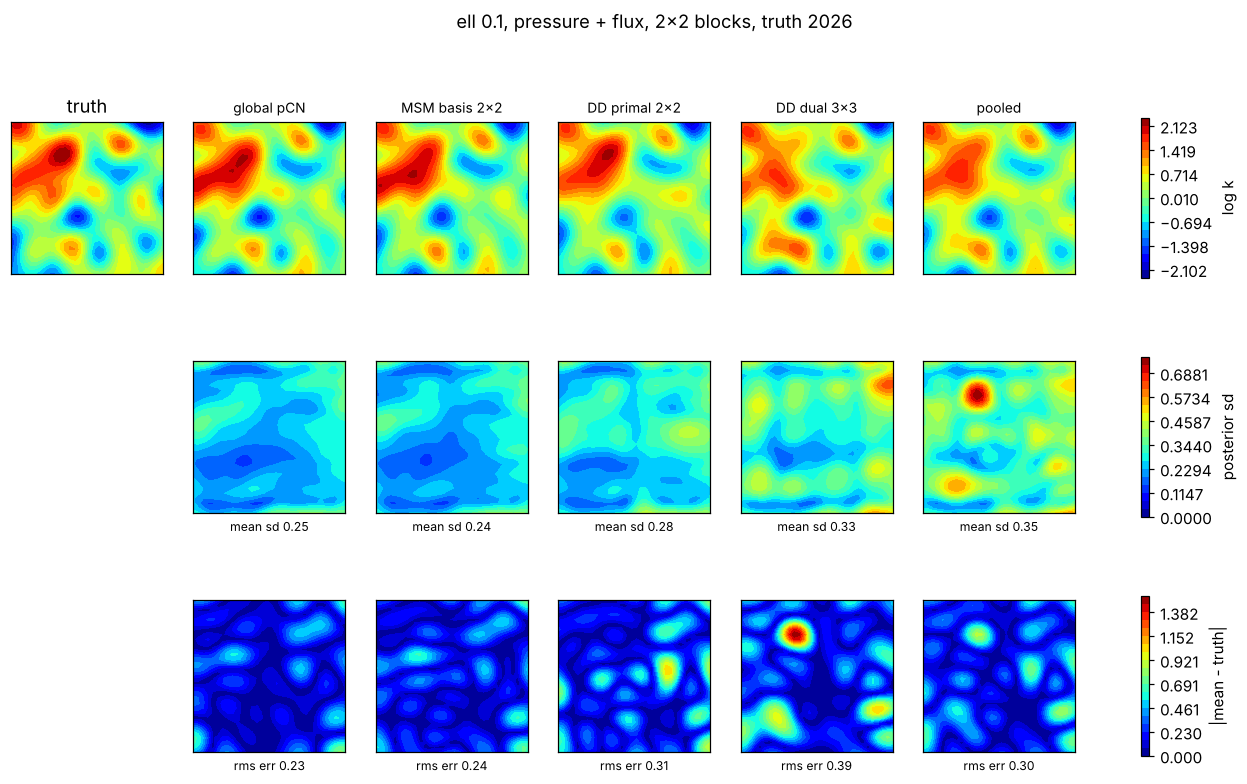 ell 0.1, pressure + flux, 2×2 blocks, truth 2026
truth
global pCN
MSM basis 2×2
DD primal 2×2
DD dual 3×3
pooled
2.123
1.419
0.714
0.010
−0.694
−1.398
−2.102
log k
0.6881
0.5734
0.4587
0.3440
0.2294
0.1147
0.0000
posterior sd
mean sd 0.25
mean sd 0.24
mean sd 0.28
mean sd 0.33
mean sd 0.35
1.382
1.152
0.921
0.691
0.461
0.230
0.000
|mean - truth|
rms err 0.23
rms err 0.24
rms err 0.31
rms err 0.39
rms err 0.30